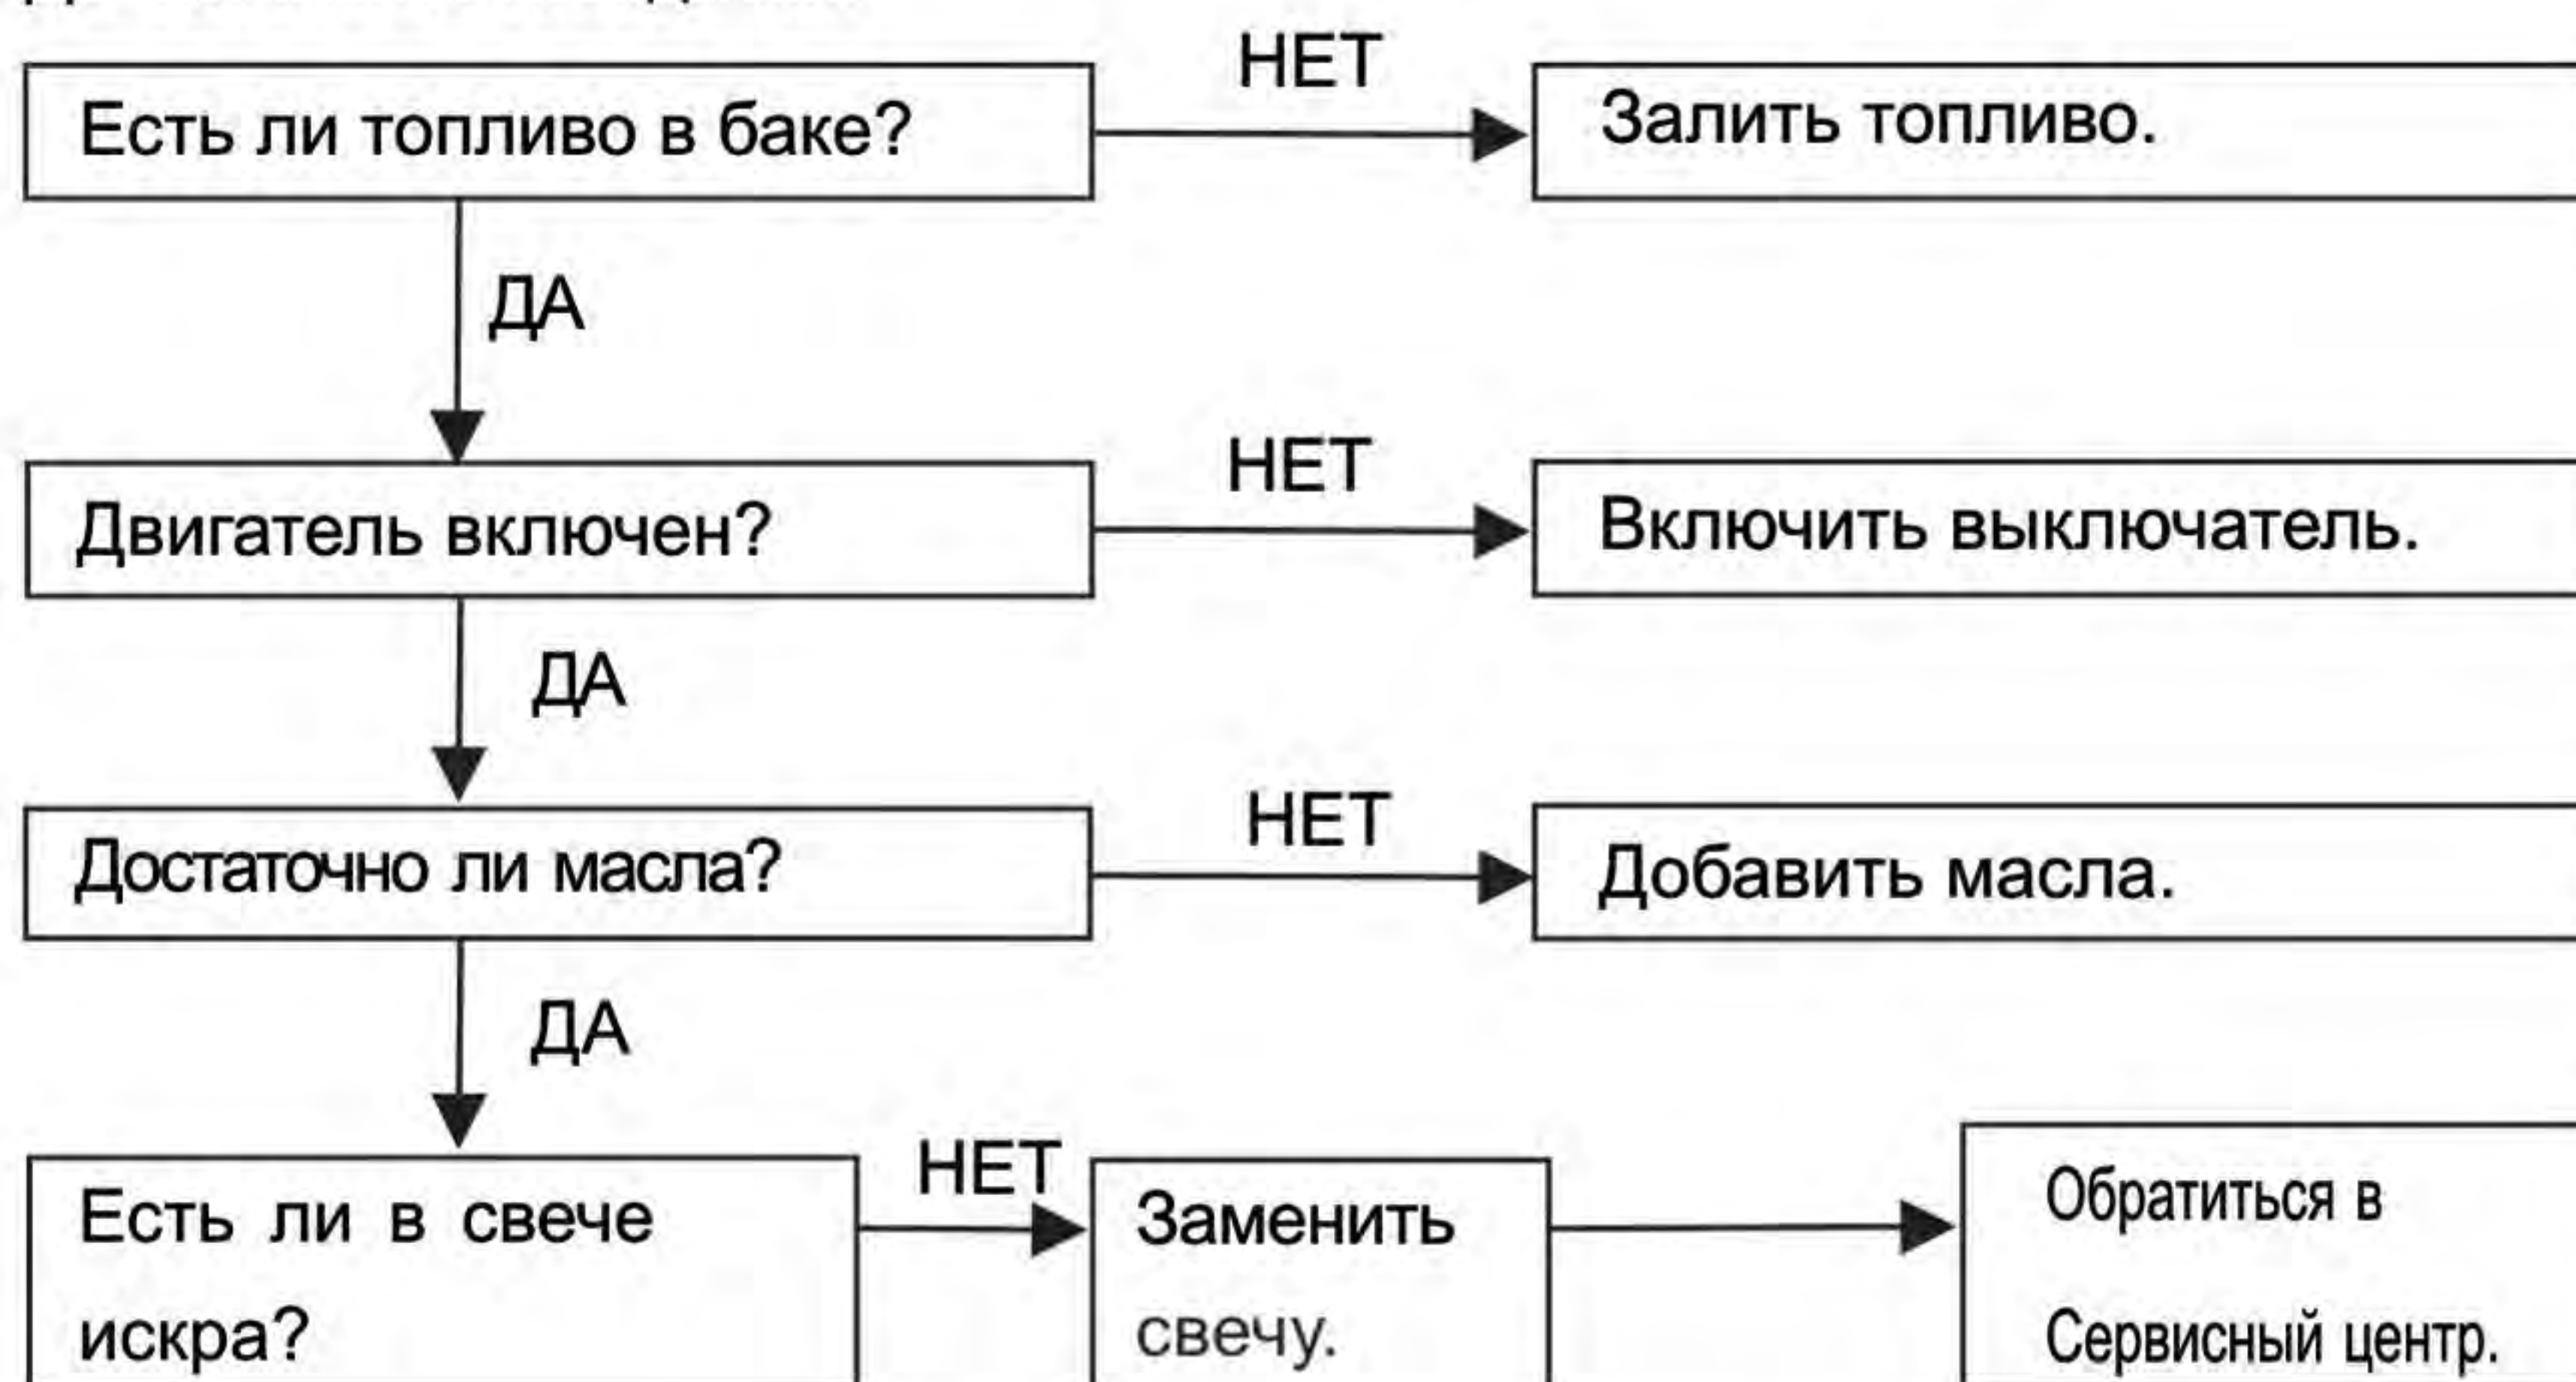 НЕТ
Есть ли топливо в баке?
Залить топливо.
ДА
НЕТ
Двигатель включен?
Включить выключатель.
ДА
НЕТ
Достаточно ли масла?
Добавить масла.
ДА
НЕТ
Есть ли в свече
искра?
Заменить
свечу.
Обратиться в
Сервисный центр.